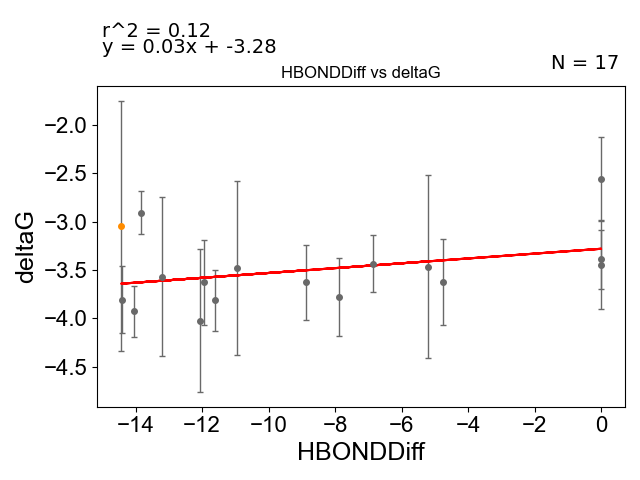 r^2 = 0.12
y = 0.03x + -3.28
N = 17
HBONDDiff vs deltaG
−2.0
−2.5
−3.0
−3.5
−4.0
−4.5
deltaG
−14 −12 −10 −8 −6 −4 −2 0
HBONDDiff